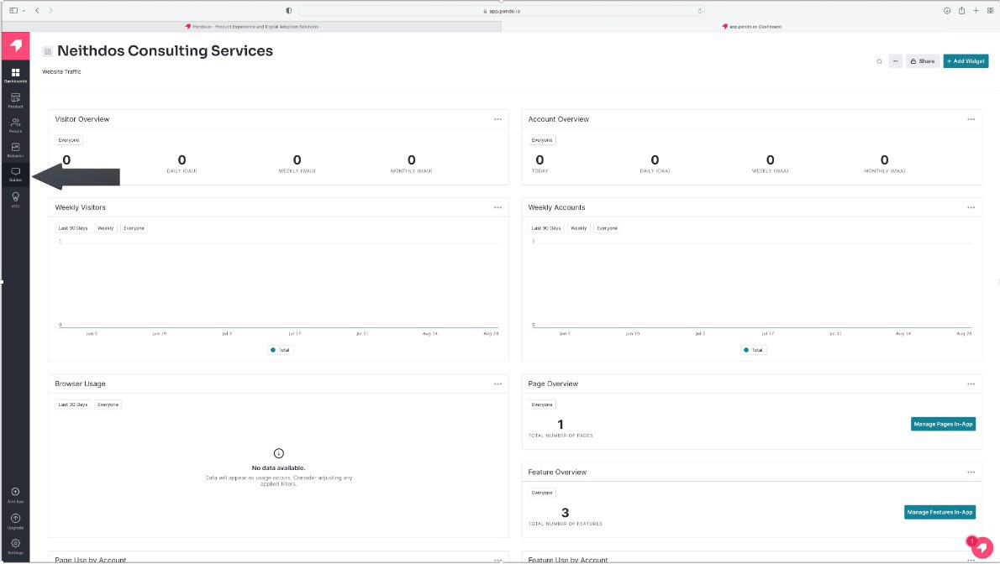 app.pendo.io
Pendo.io - Product Experience and Digital Adoption Solutions
app.pendo.io: Dashboard
Neithdos Consulting Services
Website Traffic
Share
+ Add Widget
Dashboards
Product
People
Behavior
Guides
VOC
Add App
Upgrade
Settings
Visitor Overview
Everyone
0
0
0
0
DAILY (DAU)
WEEKLY (WAU)
MONTHLY (MAU)
Account Overview
Everyone
0
0
0
0
TODAY
DAILY (DAA)
WEEKLY (WAA)
MONTHLY (MAA)
Weekly Visitors
Last 90 Days
Weekly
Everyone
1
0
Jun 5
Jun 19
Jul 3
Jul 17
Jul 31
Aug 14
Aug 28
Total
Weekly Accounts
Last 90 Days
Weekly
Everyone
1
0
Jun 5
Jun 19
Jul 3
Jul 17
Jul 31
Aug 14
Aug 28
Total
Browser Usage
Last 30 Days
Everyone
No data available.
Data will appear as usage occurs. Consider adjusting any
applied filters.
Page Overview
Everyone
1
TOTAL NUMBER OF PAGES
Manage Pages In-App
Feature Overview
Everyone
3
TOTAL NUMBER OF FEATURES
Manage Features In-App
1
Page Use by Account
Feature Use by Account